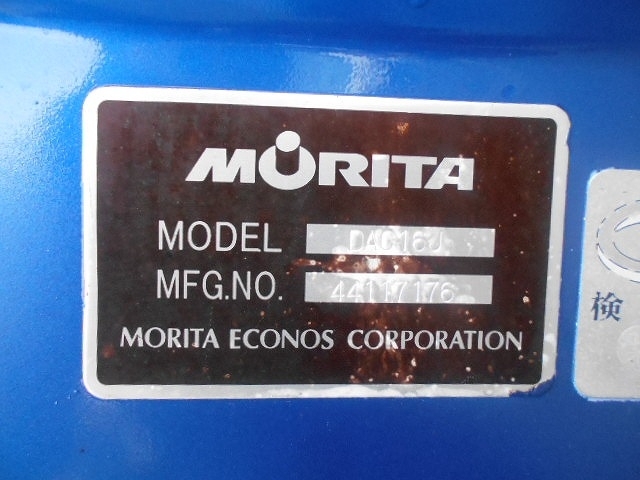 MORITA
MODEL DAC16J
MFG.NO. 44117176
MORITA ECONOS CORPORATION
検